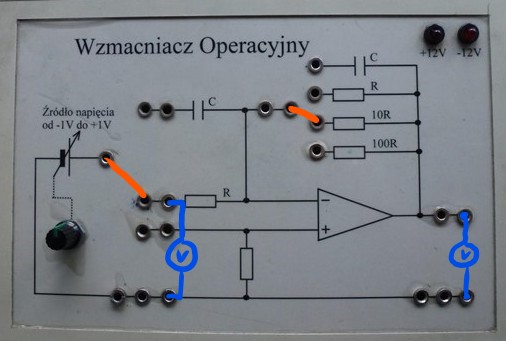 Wzmacniacz Operacyjny
+12V -12V
C
C
R
Źródło napięcia
od -1V do +1V
10R
100R
R
−
+
V
V